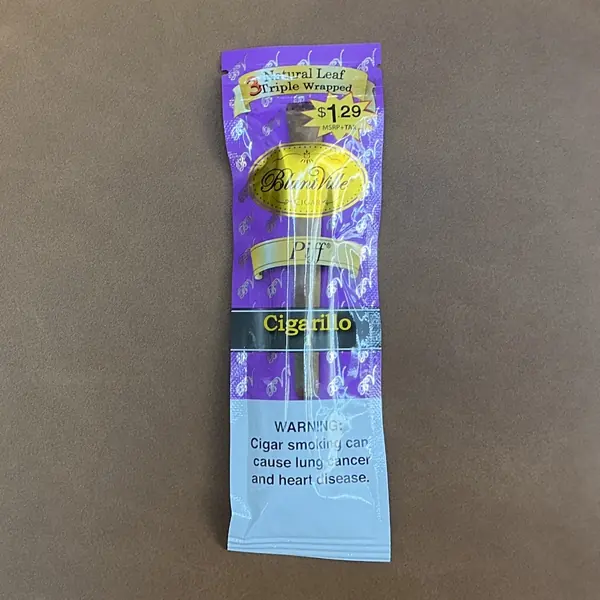 Natural Leaf
3 Triple Wrapped
$1.29
MSRP+TAX
BluntVille
CIGARS
Piff®
Cigarillo
WARNING:
Cigar smoking can
cause lung cancer
and heart disease.